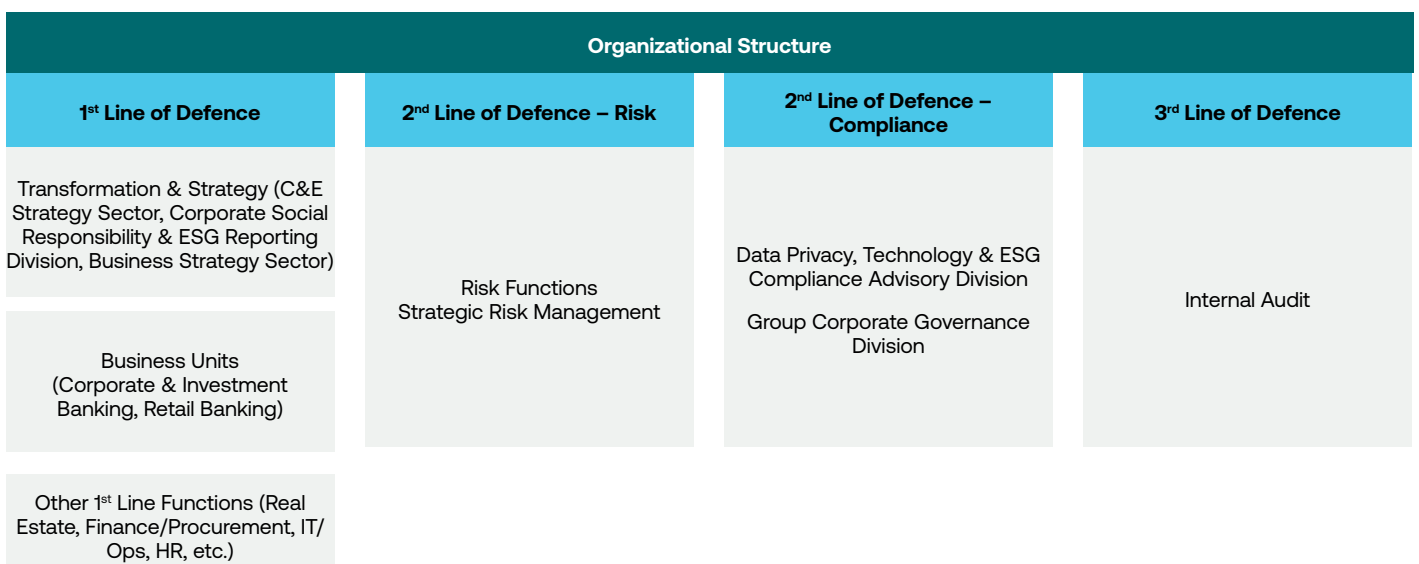 Organizational Structure
1st Line of Defence
2nd Line of Defence – Risk
2nd Line of Defence –
Compliance
3rd Line of Defence
Transformation & Strategy (C&E
Strategy Sector, Corporate Social
Responsibility & ESG Reporting
Division, Business Strategy Sector)
Business Units
(Corporate & Investment
Banking, Retail Banking)
Other 1st Line Functions (Real
Estate, Finance/Procurement, IT/
Ops, HR, etc.)
Risk Functions
Strategic Risk Management
Data Privacy, Technology & ESG
Compliance Advisory Division
Group Corporate Governance
Division
Internal Audit